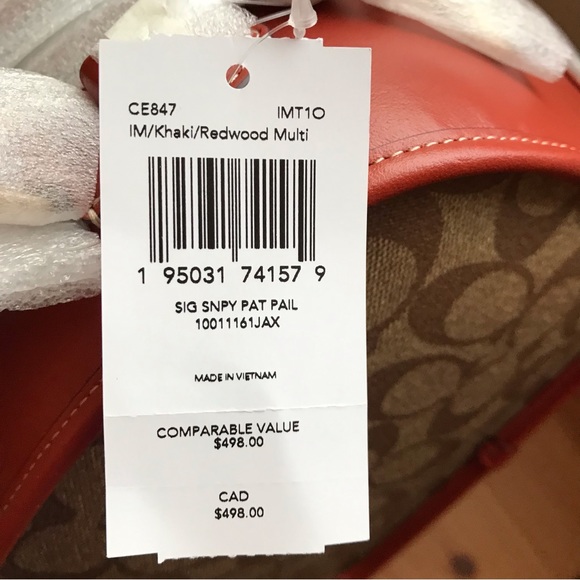 CE847 IMT1O
IM/Khaki/Redwood Multi
1 95031 74157 9
SIG SNPY PAT PAIL
10011161JAX
MADE IN VIETNAM
COMPARABLE VALUE
$498.00
CAD
$498.00